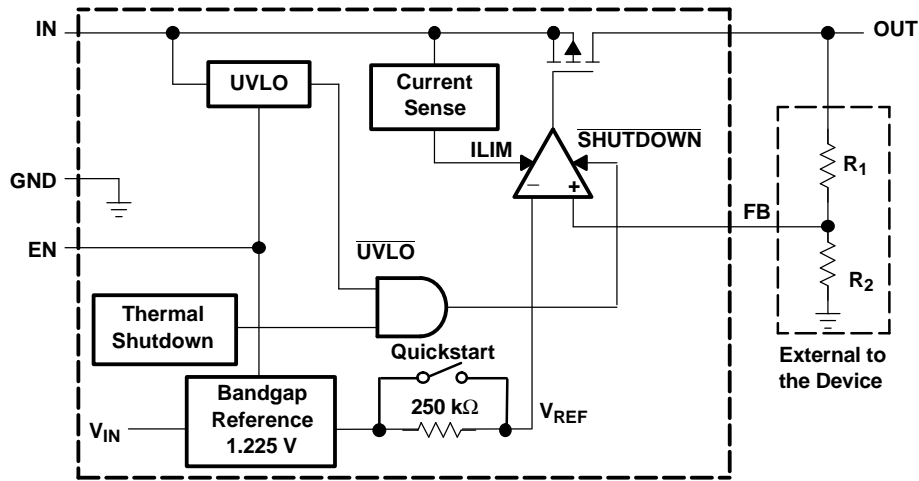 IN
OUT
UVLO
Current
Sense
SHUTDOWN
ILIM
− +
R1
GND
FB
EN
UVLO
R2
Thermal
Shutdown
Quickstart
External to
the Device
Bandgap
Reference
1.225 V
250 kΩ
VREF
VIN